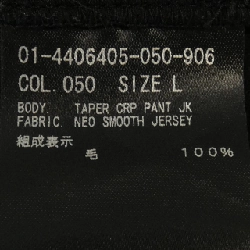 01-4406405-050-906
COL. 050 SIZE L
BODY. TAPER CRP PANT JK
FABRIC. NEO SMOOTH JERSEY
組成表示
毛 100%